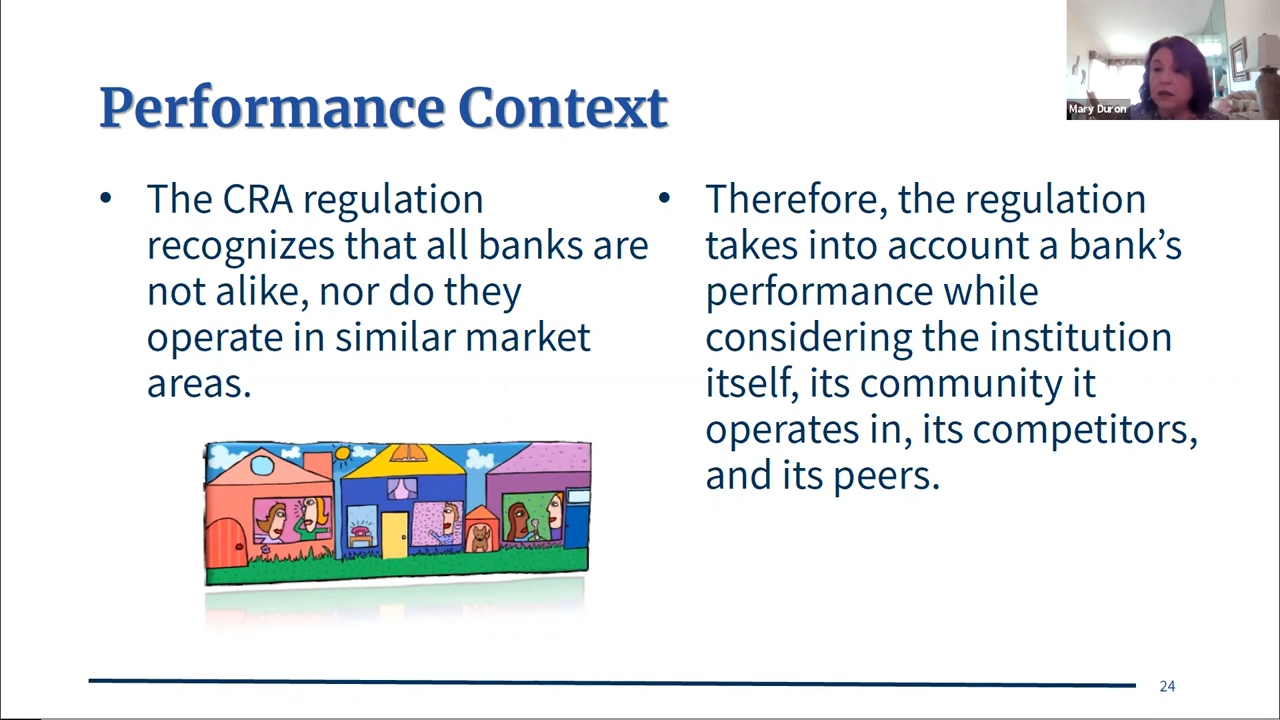 Performance Context
Mary Duron
• The CRA regulation
recognizes that all banks are
not alike, nor do they
operate in similar market
areas.
• Therefore, the regulation
takes into account a bank’s
performance while
considering the institution
itself, its community it
operates in, its competitors,
and its peers.
24